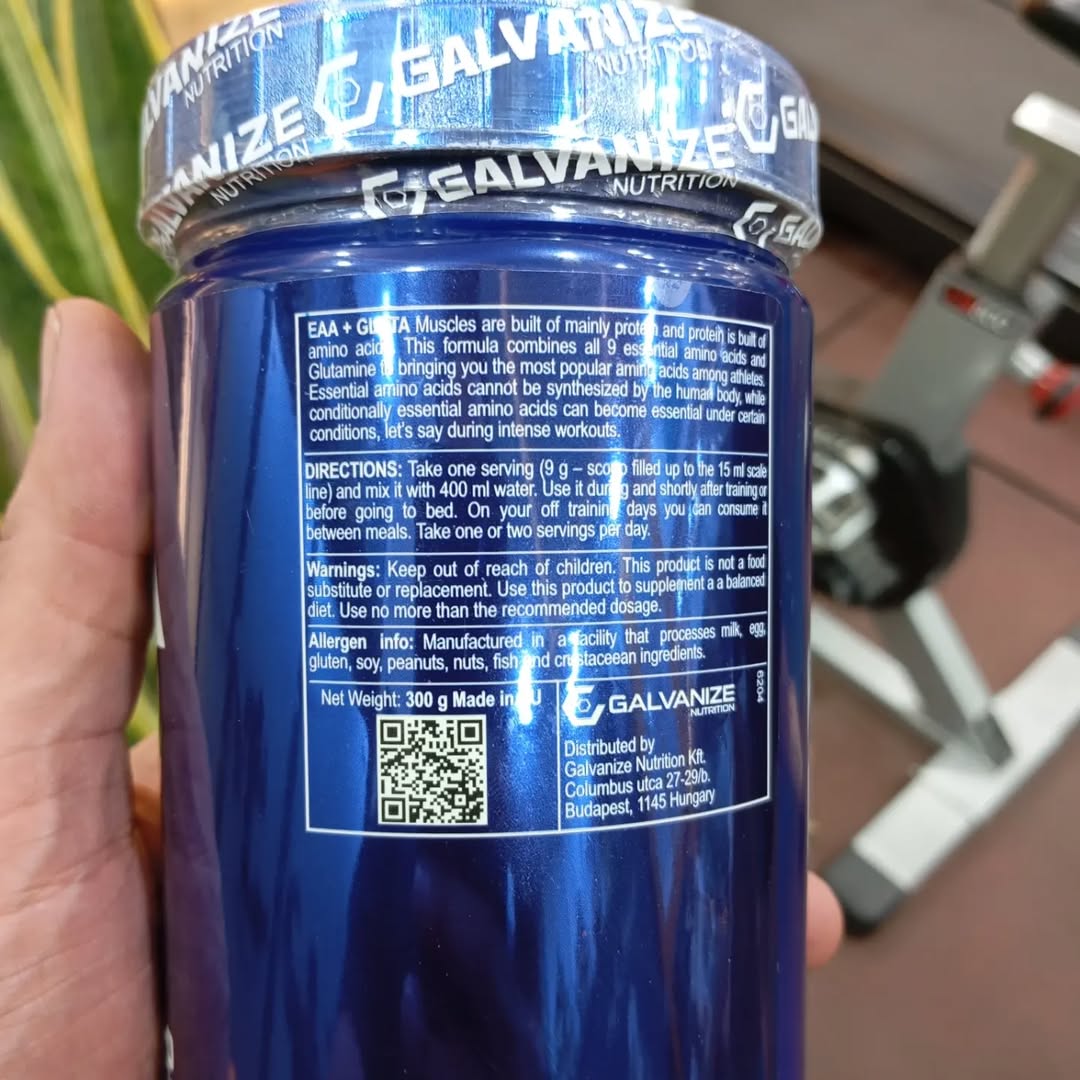 GALVANIZE
NUTRITION
GALVANIZE
NUTRITION
GALVANIZE
NUTRITION
GALVANIZE
NUTRITION
EAA + Muscles are built of mainly protein and protein is built of
amino This formula combines all 9 essential amino acids and
Glutamine bringing you the most popular amino acids among athletes.
Essential amino acids cannot be synthesized by the human body, while
conditionally essential amino acids can become essential under certain
conditions, let's say during intense workouts.
DIRECTIONS: Take one serving (9 g – scoop filled up to the 15 ml scale
line) and mix it with 400 ml water. Use it during and shortly after training or
before going to bed. On your off training days you can consume it
between meals. Take one or two servings per day.
Warnings: Keep out of reach of children. This product is not a food
substitute or replacement. Use this product to supplement a a balanced
diet. Use no more than the recommended dosage.
Allergen info: Manufactured in a facility that processes milk, egg,
gluten, soy, peanuts, nuts, fish and crustaceean ingredients.
Net Weight: 300 g Made in
6204
GALVANIZE
NUTRITION
Distributed by
Galvanize Nutrition Kft.
Columbus utca 27-29/b.
Budapest, 1145 Hungary